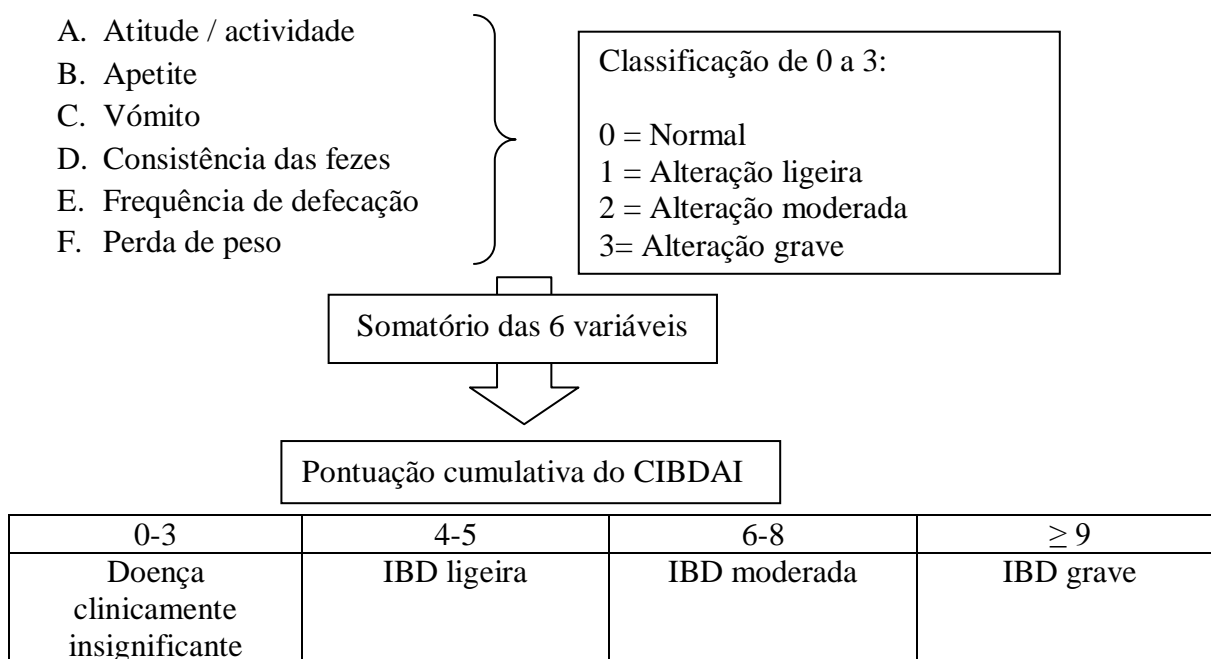 A. Atitude / actividade
B. Apetite
C. Vómito
D. Consistência das fezes
E. Frequência de defecação
F. Perda de peso
Classificação de 0 a 3:
0 = Normal
1 = Alteração ligeira
2 = Alteração moderada
3= Alteração grave
Somatório das 6 variáveis
Pontuação cumulativa do CIBDAI
0-3 4-5 6-8 ≥ 9
Doença IBD ligeira IBD moderada IBD grave
clinicamente
insignificante